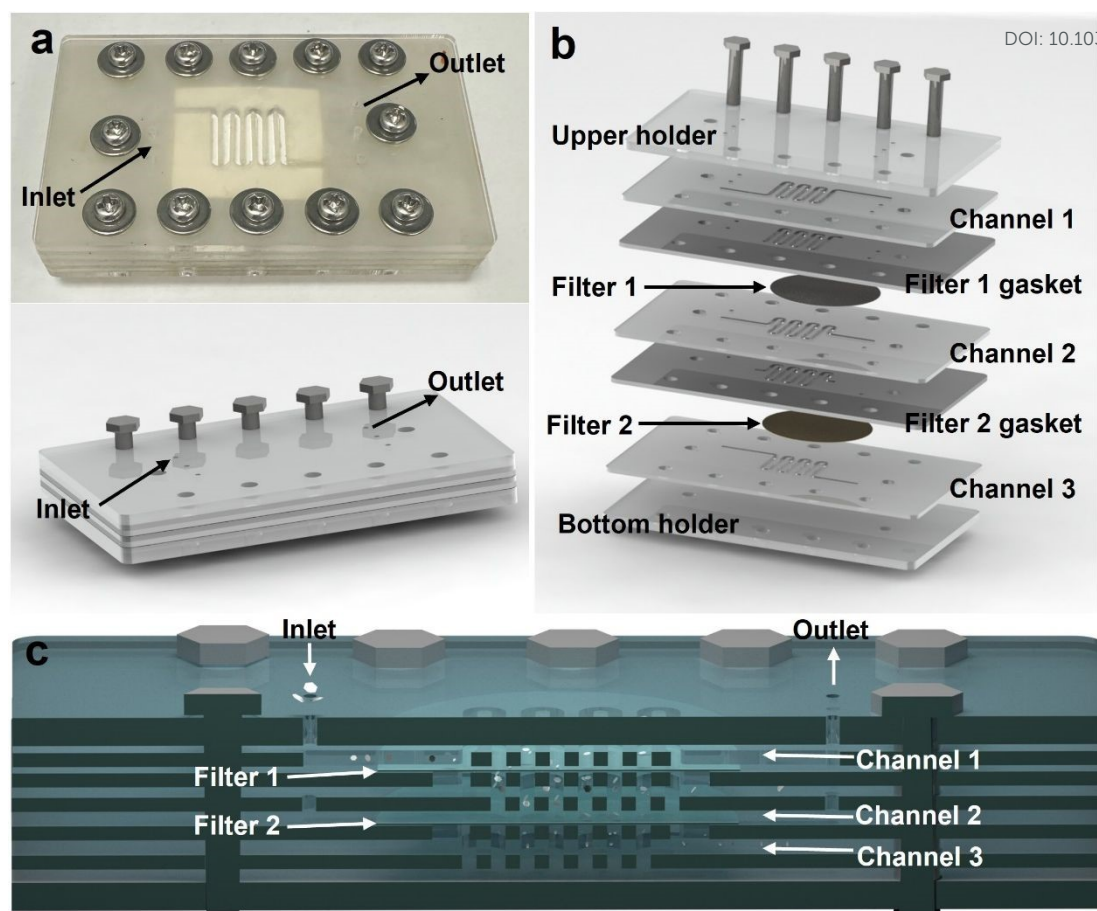 a
Outlet
Inlet
Outlet
Inlet
b
DOI: 10.103
Upper holder
Channel 1
Filter 1
Filter 1 gasket
Channel 2
Filter 2
Filter 2 gasket
Channel 3
Bottom holder
c
Inlet
Outlet
Filter 1
Channel 1
Filter 2
Channel 2
Channel 3